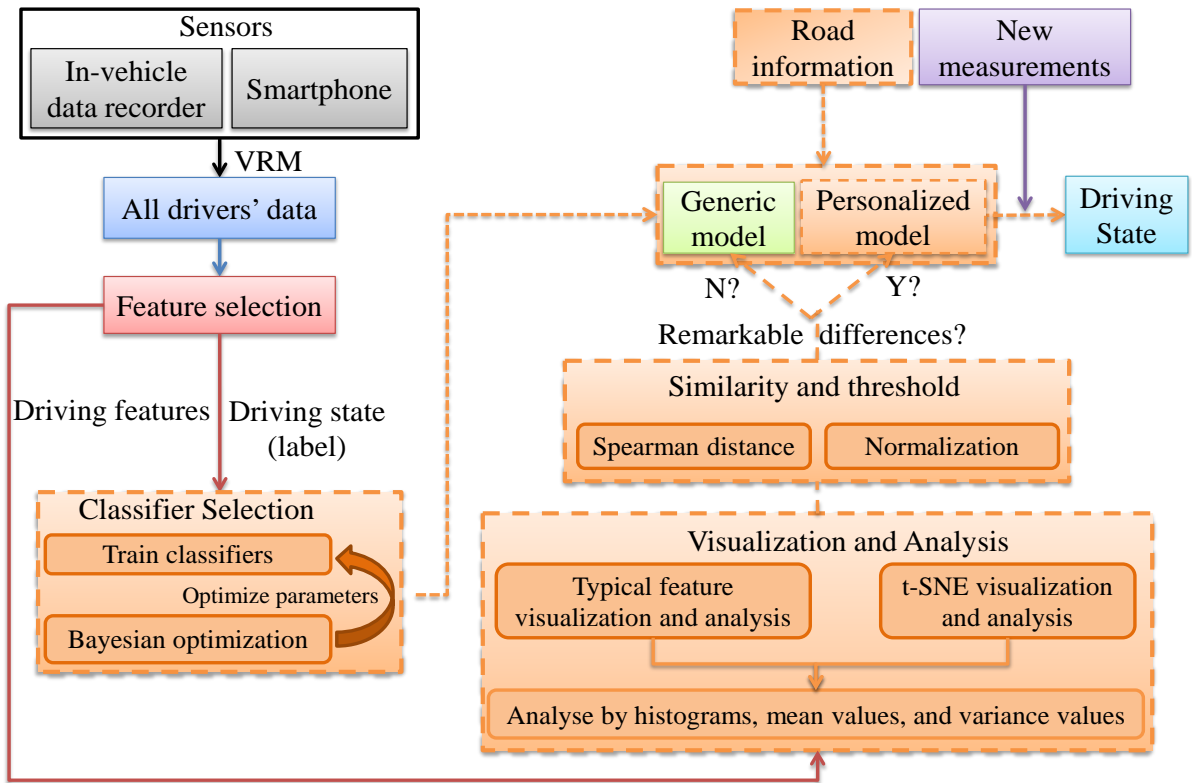 Sensors
In-vehicle
data recorder
Smartphone
VRM
All drivers’ data
Feature selection
Driving features
Driving state
(label)
Classifier Selection
Train classifiers
Optimize parameters
Bayesian optimization
Road
information
New
measurements
Generic
model
Personalized
model
Driving
State
N?
Y?
Remarkable differences?
Similarity and threshold
Spearman distance
Normalization
Visualization and Analysis
Typical feature
visualization and analysis
t-SNE visualization
and analysis
Analyse by histograms, mean values, and variance values